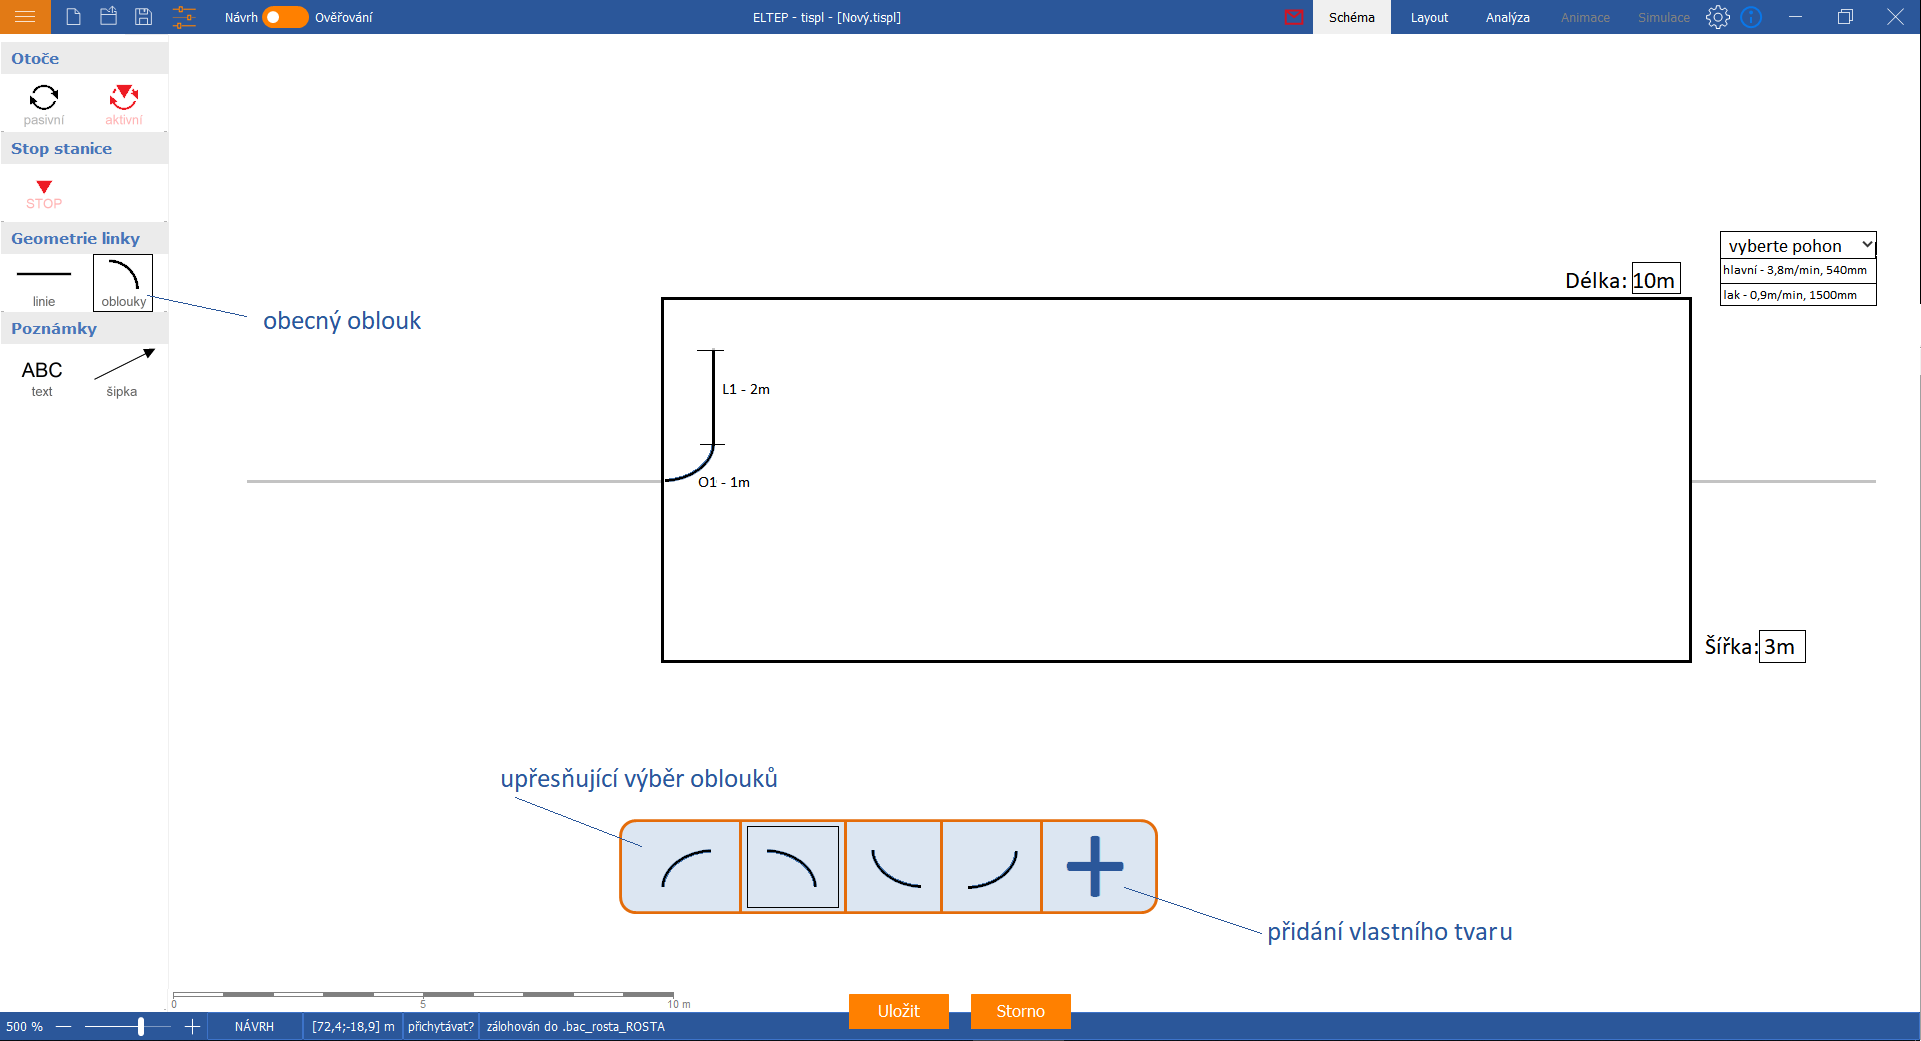 Návrh
Ověřování
ELTEP - tispl - [Nový.tispl]
Schéma
Layout
Analýza
Animace
Simulace
Otoče
pasivní
aktivní
Stop stanice
STOP
Geometrie linky
linie
oblouky
Poznámky
ABC
text
šipka
obecný oblouk
vyberte pohon
hlavní - 3,8m/min, 540mm
lak - 0,9m/min, 1500mm
Délka: 10m
L1 - 2m
O1 - 1m
Šířka: 3m
upřesňující výběr oblouků
přidání vlastního tvaru
0
5
10 m
Uložit
Storno
500 %
NÁVRH
[72,4;-18,9] m
přichytávat?
zálohován do .bac_rosta_ROSTA